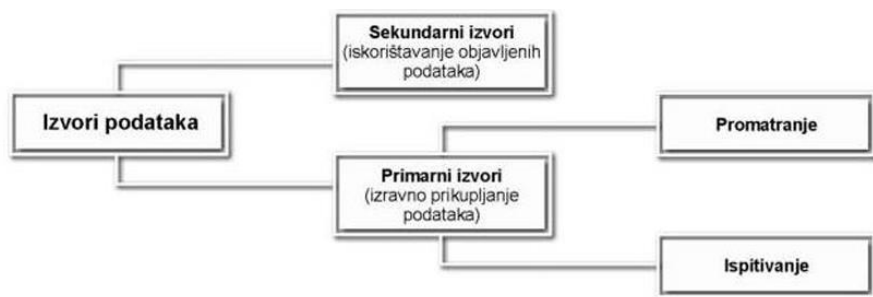 Sekundarni izvori
(iskorištavanje objavljenih
podataka)
Izvori podataka
Promatranje
Primarni izvori
(izravno prikupljanje
podataka)
Ispitivanje